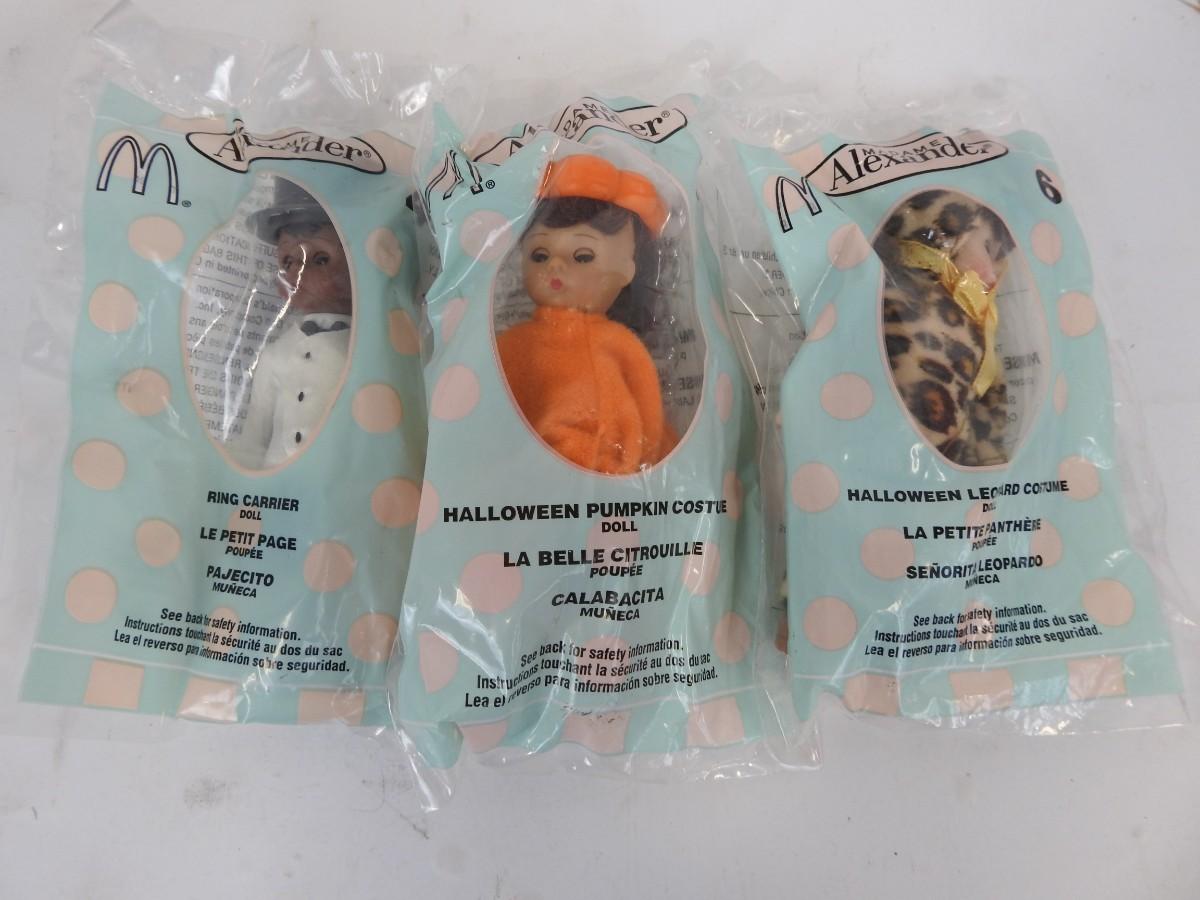 Alexander®
®
RING CARRIER
DOLL
LE PETIT PAGE
POUPÉE
PAJECITO
MUÑECA
See back for safety information.
Instructions touchant la sécurité au dos du sac
Lea el reverso para información sobre seguridad.
®
HALLOWEEN PUMPKIN COSTUE
DOLL
LA BELLE CITROUILLE
POUPÉE
CALABACITA
MUÑECA
See back for safety information.
Instructions touchant la sécurité au dos du sac
Lea el reverso para información sobre seguridad.
MADAME
Alexander
6
HALLOWEEN LEOPARD COSTUME
DOLL
LA PETITE PANTHÈRE
POUPÉE
SEÑORITA LEOPARDO
MUÑECA
See back for safety information.
Instructions touchant la sécurité au dos du sac
Lea el reverso para información sobre seguridad.